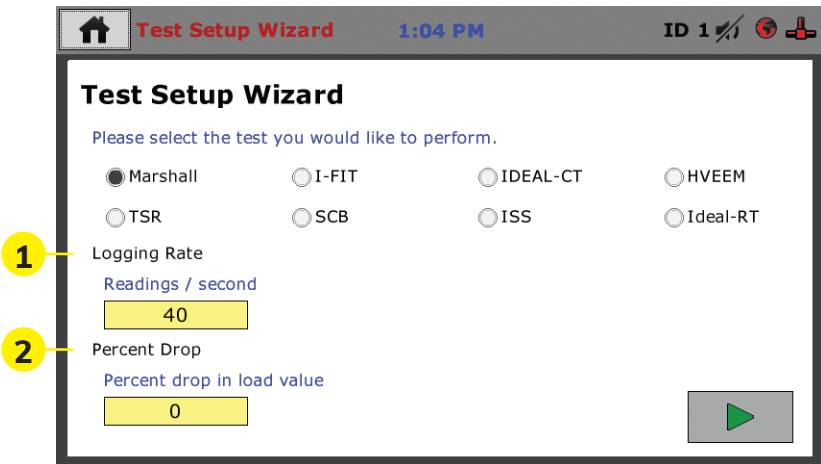 Test Setup Wizard 1:04 PM ID 1
Test Setup Wizard
Please select the test you would like to perform.
Marshall I-FIT IDEAL-CT HVEEM
TSR SCB ISS Ideal-RT
1 Logging Rate
Readings / second
40
2 Percent Drop
Percent drop in load value
0